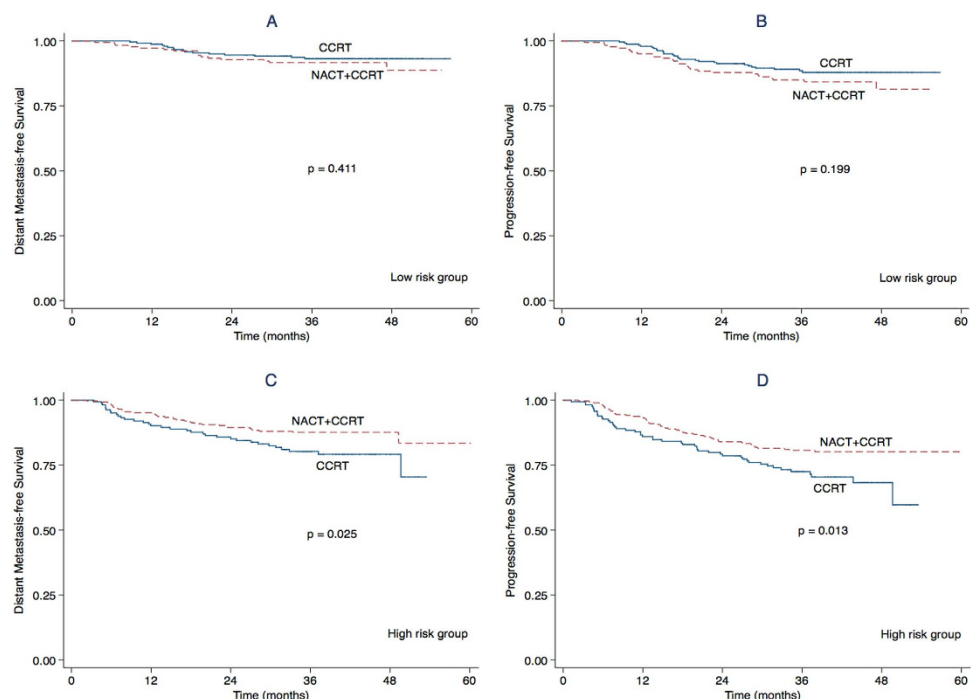 A
1.00
0.75
0.50
0.25
0.00
Distant Metastasis-free Survival
CCRT
NACT+CCRT
p = 0.411
Low risk group
0 12 24 36 48 60
Time (months)
B
1.00
0.75
0.50
0.25
0.00
Progression-free Survival
CCRT
NACT+CCRT
p = 0.199
Low risk group
0 12 24 36 48 60
Time (months)
C
1.00
0.75
0.50
0.25
0.00
Distant Metastasis-free Survival
NACT+CCRT
CCRT
p = 0.025
High risk group
0 12 24 36 48 60
Time (months)
D
1.00
0.75
0.50
0.25
0.00
Progression-free Survival
NACT+CCRT
CCRT
p = 0.013
High risk group
0 12 24 36 48 60
Time (months)